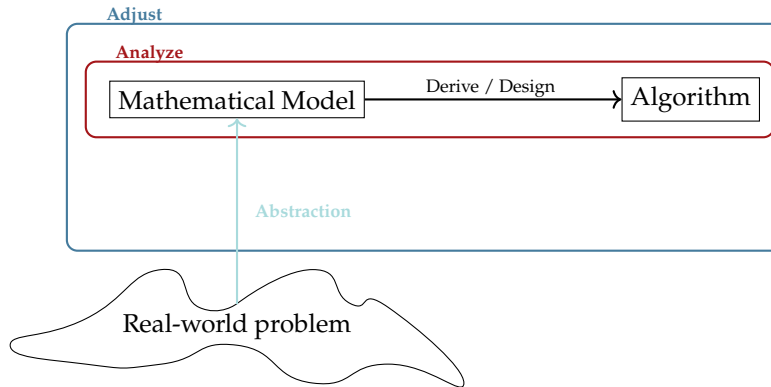 Adjust
Analyze
Mathematical Model
Derive / Design
Algorithm
Abstraction
Real-world problem